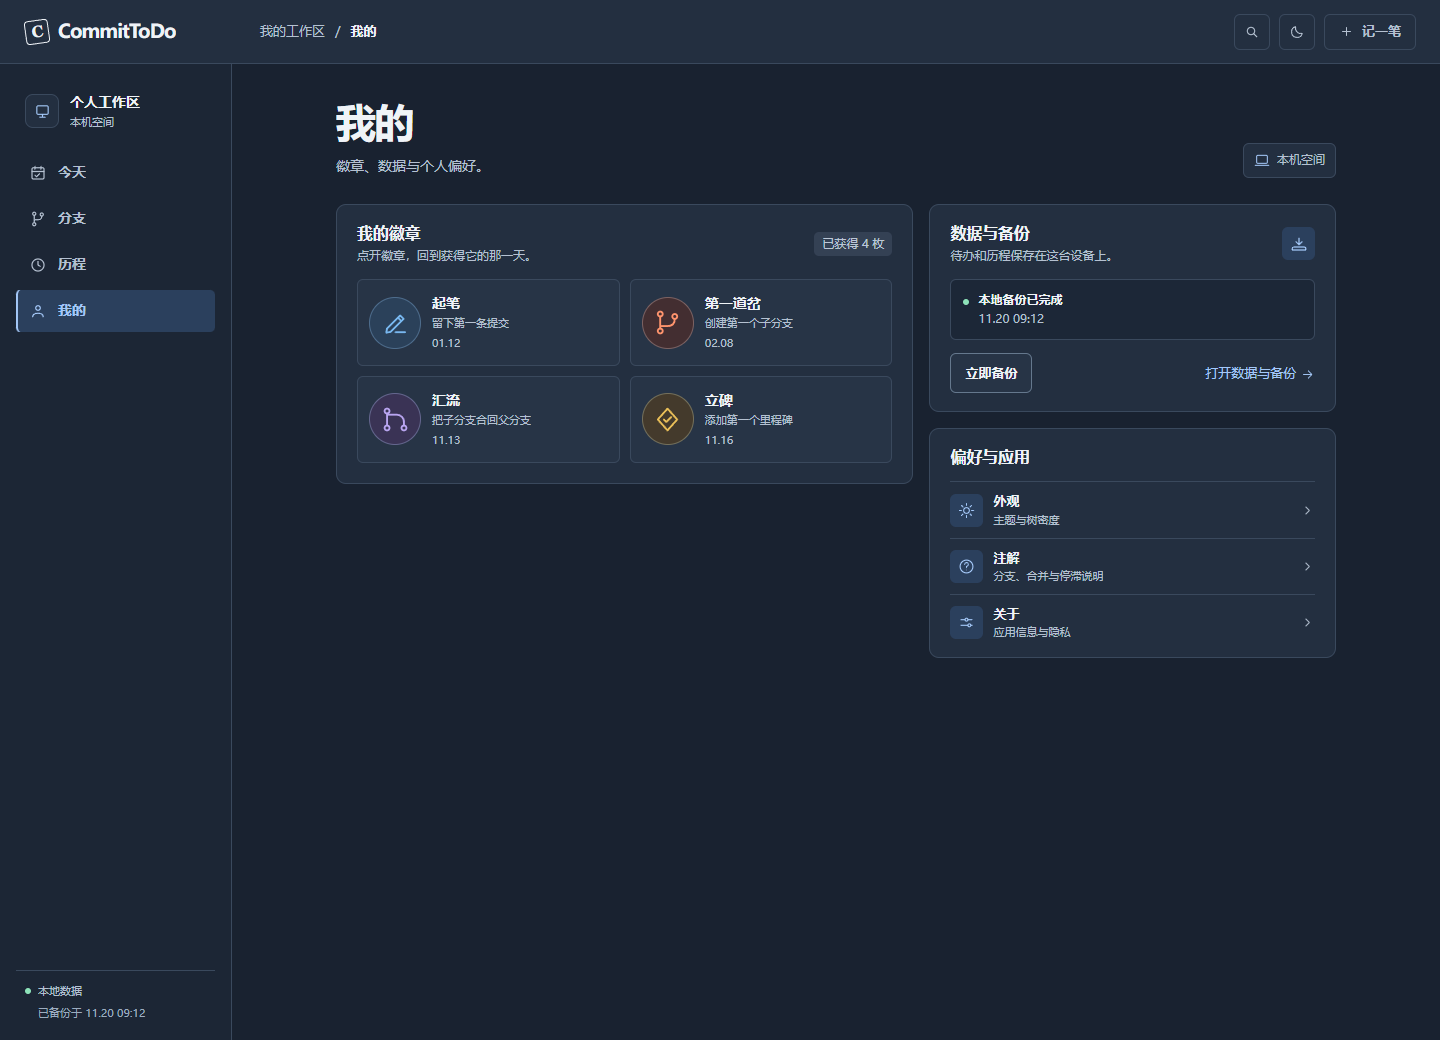 C CommitToDo
我的工作区 / 我的
记一笔
个人工作区
本机空间
今天
分支
历程
我的
本地数据
已备份于 11.20 09:12
我的
徽章、数据与个人偏好。
本机空间
我的徽章
点开徽章，回到获得它的那一天。
已获得 4 枚
起笔
留下第一条提交
01.12
第一道岔
创建第一个子分支
02.08
汇流
把子分支合回父分支
11.13
立碑
添加第一个里程碑
11.16
数据与备份
待办和历程保存在这台设备上。
本地备份已完成
11.20 09:12
立即备份
打开数据与备份 →
偏好与应用
外观
主题与树密度
注解
分支、合并与停滞说明
关于
应用信息与隐私